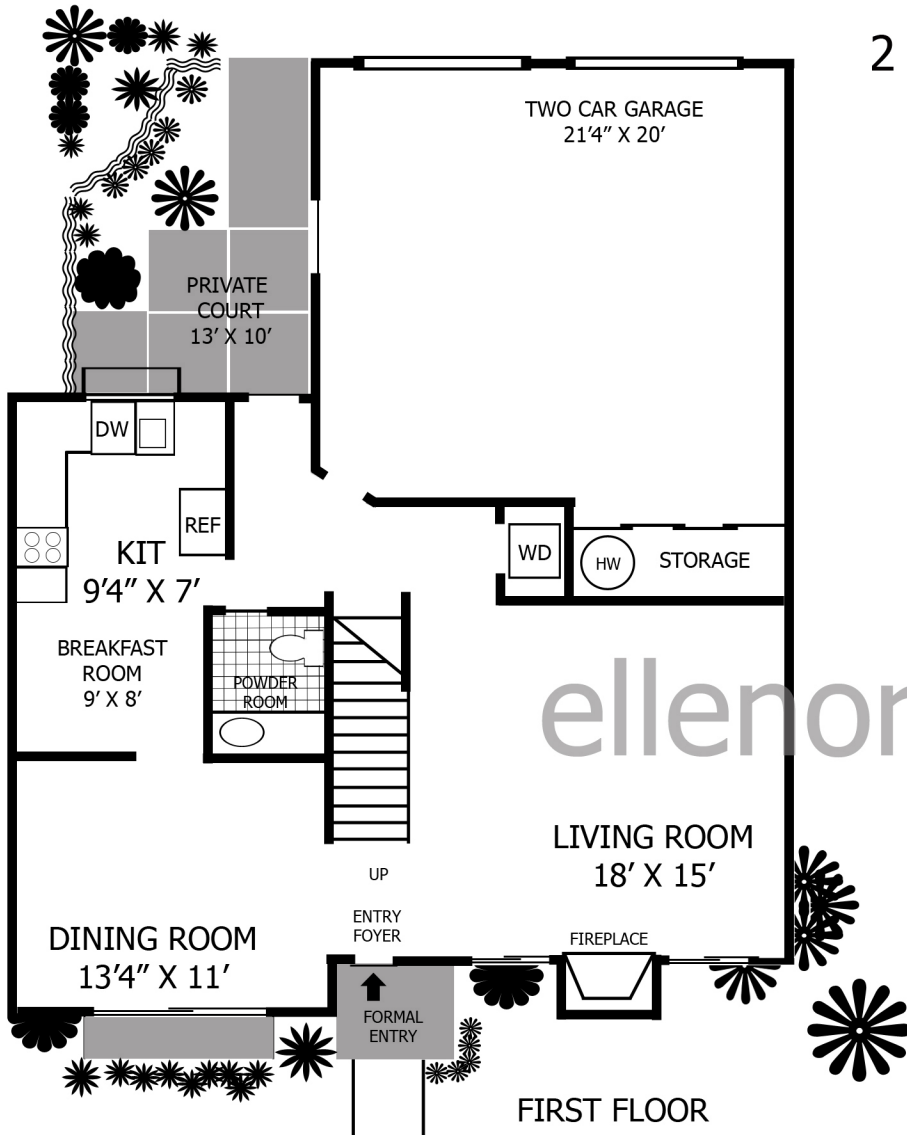 2
TWO CAR GARAGE
21'4" X 20'
PRIVATE
COURT
13' X 10'
DW
REF
KIT
9'4" X 7'
WD
HW
STORAGE
BREAKFAST
ROOM
9' X 8'
POWDER
ROOM
ellenor
LIVING ROOM
18' X 15'
UP
ENTRY
FOYER
FIREPLACE
DINING ROOM
13'4" X 11'
FORMAL
ENTRY
FIRST FLOOR